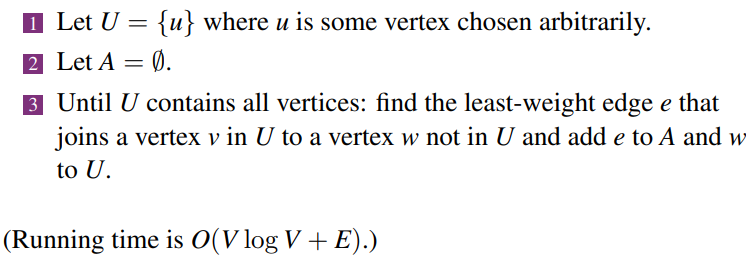 1 Let U = {u} where u is some vertex chosen arbitrarily.
2 Let A = ∅.
3 Until U contains all vertices: find the least-weight edge e that
joins a vertex v in U to a vertex w not in U and add e to A and w
to U.
(Running time is O(V log V + E).)